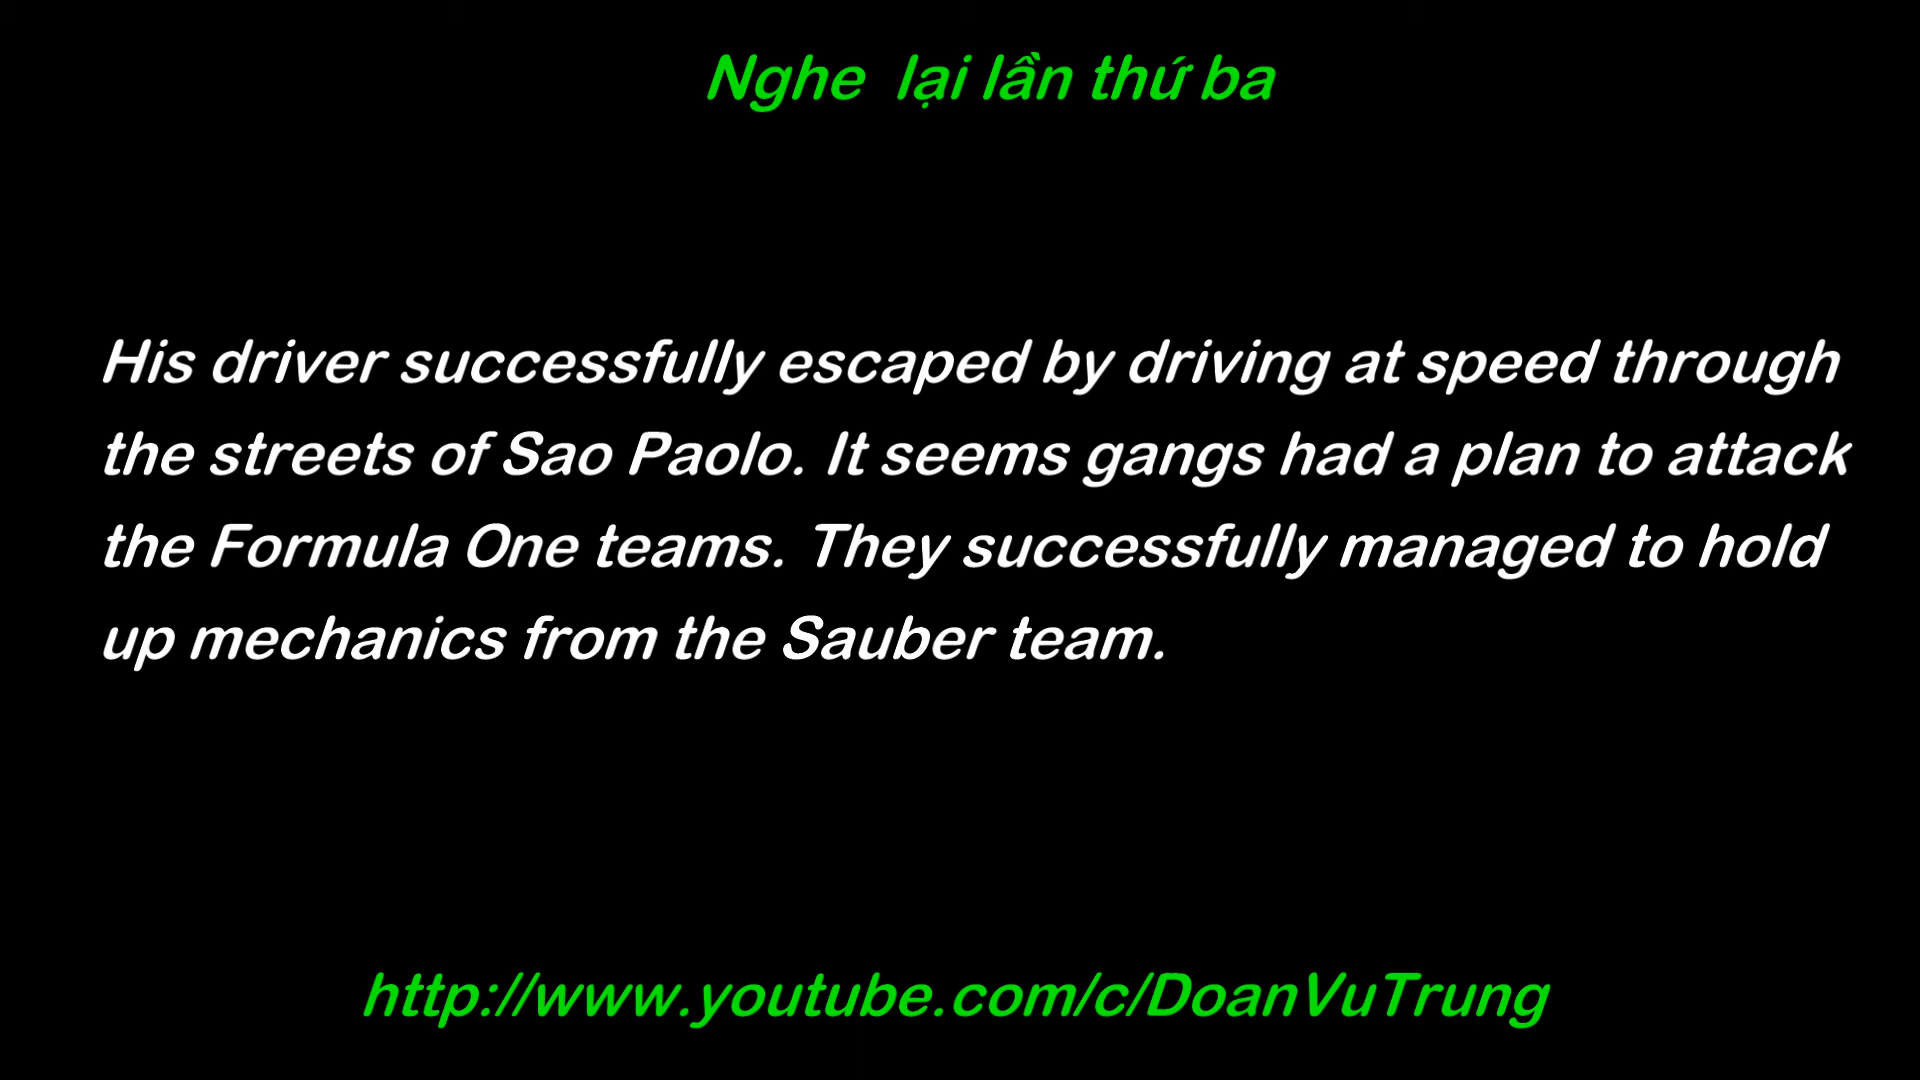 Nghe lại lần thứ ba
His driver successfully escaped by driving at speed through
the streets of Sao Paolo. It seems gangs had a plan to attack
the Formula One teams. They successfully managed to hold
up mechanics from the Sauber team.
http://www.youtube.com/c/DoanVuTrung